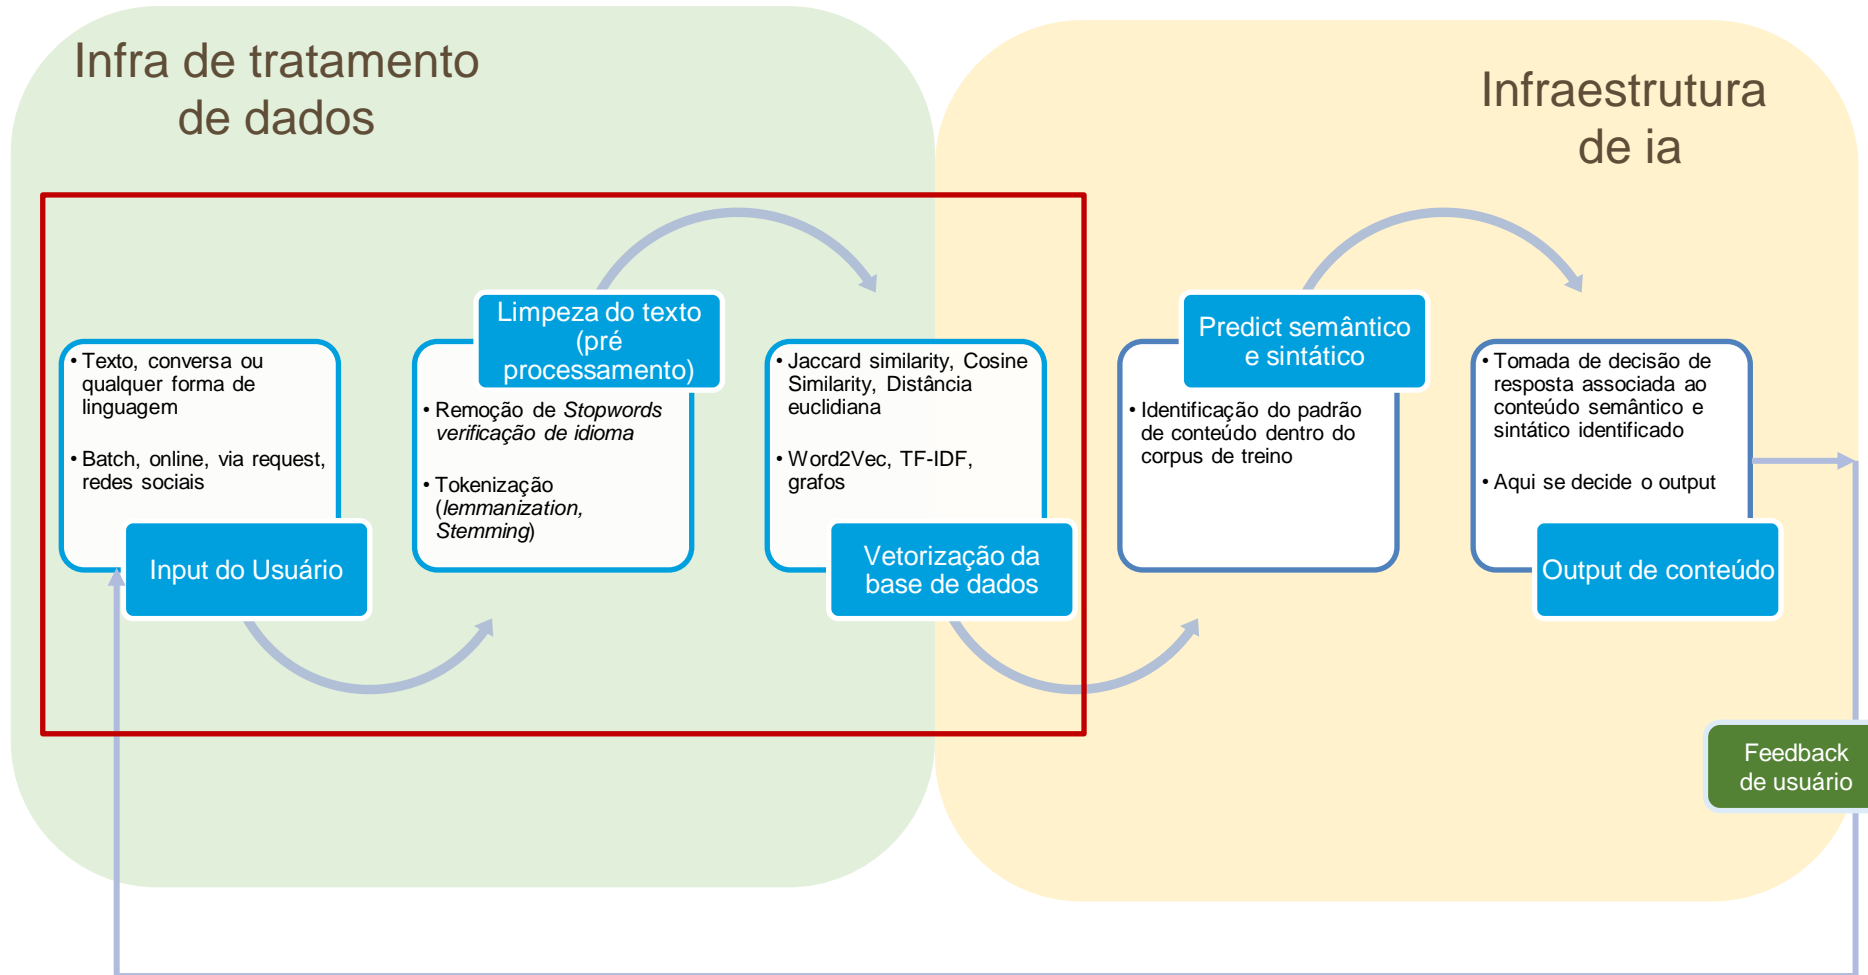 Infra de tratamento
de dados
Infraestrutura
de ia
• Texto, conversa ou
qualquer forma de
linguagem
• Batch, online, via request,
redes sociais
Input do Usuário
Limpeza do texto
(pré
processamento)
• Remoção de Stopwords
verificação de idioma
• Tokenização
(lemmanization,
Stemming)
• Jaccard similarity, Cosine
Similarity, Distância
euclidiana
• Word2Vec, TF-IDF,
grafos
Vetorização da
base de dados
Predict semântico
e sintático
• Identificação do padrão
de conteúdo dentro do
corpus de treino
• Tomada de decisão de
resposta associada ao
conteúdo semântico e
sintático identificado
• Aqui se decide o output
Output de conteúdo
Feedback
de usuário